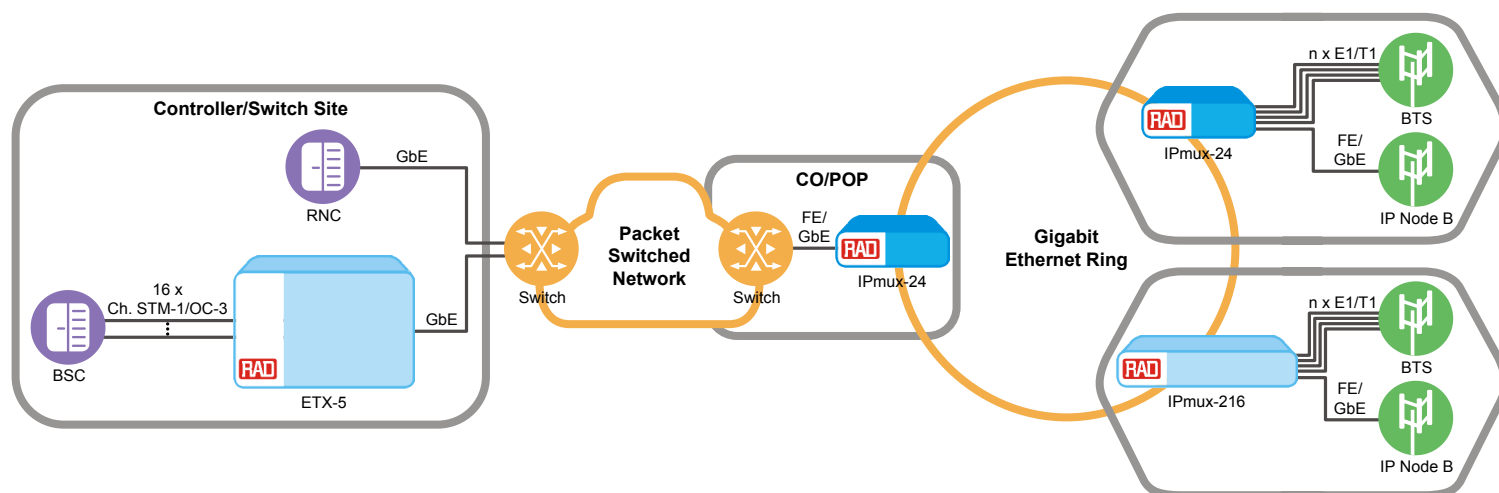 Controller/Switch Site
GbE
RNC
16 x
Ch. STM-1/OC-3
GbE
BSC
RAD
ETX-5
Switch
Packet
Switched
Network
CO/POP
Switch
FE/
GbE
RAD
IPmux-24
Gigabit
Ethernet Ring
n x E1/T1
BTS
RAD
IPmux-24
FE/
GbE
IP Node B
n x E1/T1
BTS
RAD
IPmux-216
FE/
GbE
IP Node B